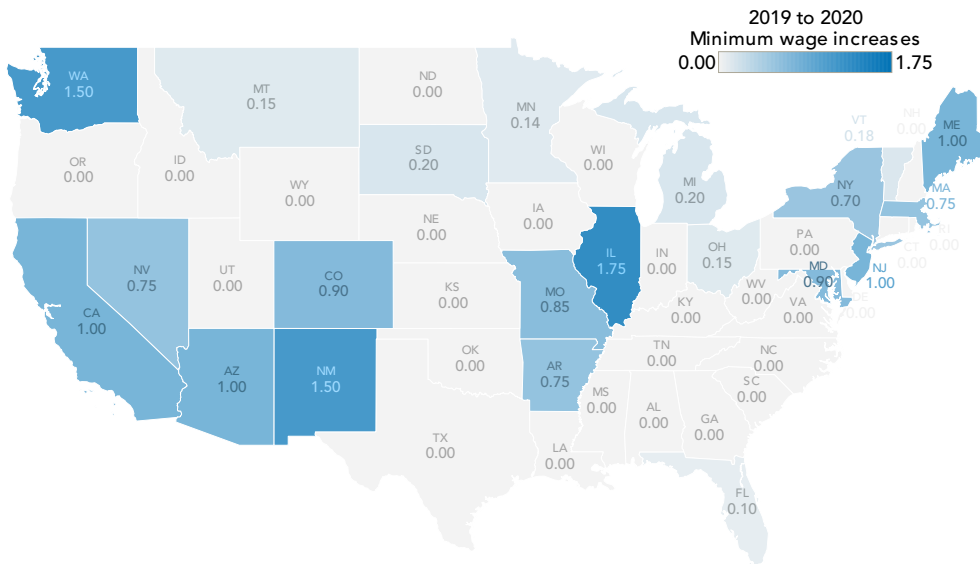 2019 to 2020
Minimum wage increases
0.00 1.75
WA
1.50
MT
0.15
ND
0.00
MN
0.14
VT
0.18
NH
0.00
ME
1.00
OR
0.00
ID
0.00
WY
0.00
SD
0.20
WI
0.00
MI
0.20
NY
0.70
MA
0.75
RI
0.00
CT
0.00
NE
0.00
IA
0.00
IL
1.75
IN
0.00
OH
0.15
PA
0.00
NJ
1.00
MD
0.90
DE
0.00
NV
0.75
UT
0.00
CO
0.90
KS
0.00
MO
0.85
KY
0.00
WV
0.00
VA
0.00
CA
1.00
AZ
1.00
NM
1.50
OK
0.00
AR
0.75
TN
0.00
NC
0.00
SC
0.00
MS
0.00
AL
0.00
GA
0.00
TX
0.00
LA
0.00
FL
0.10